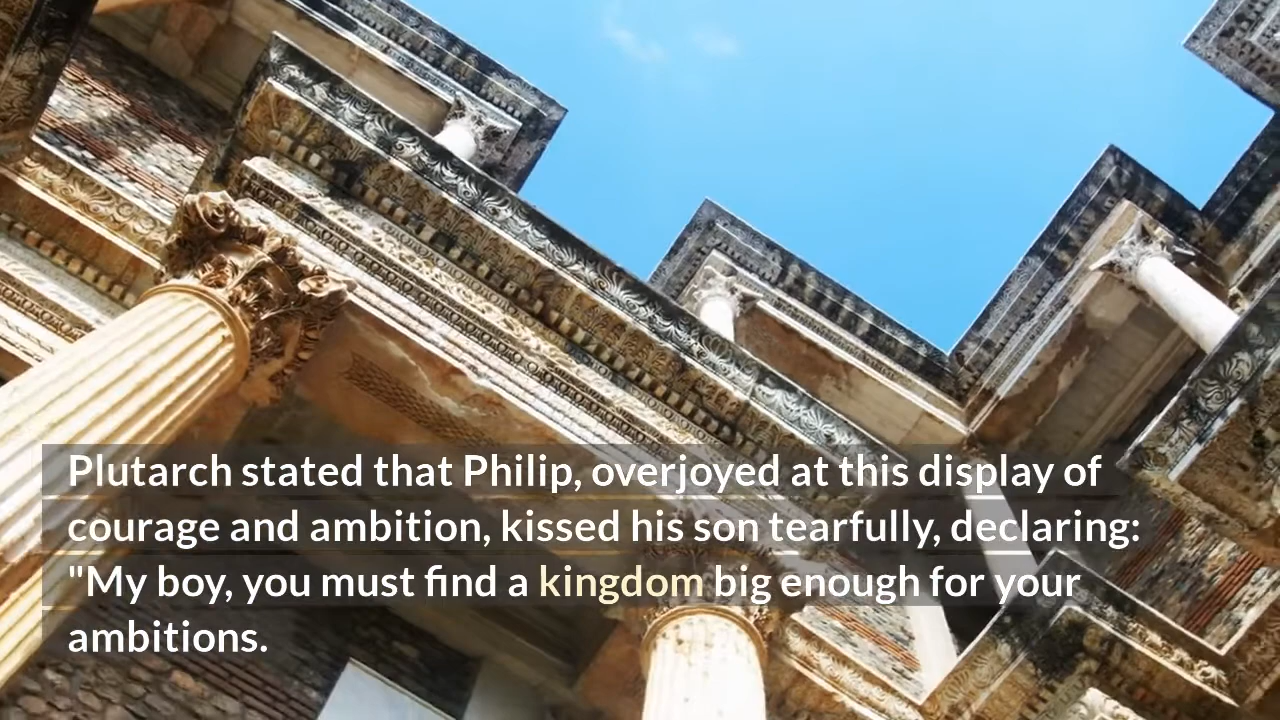 Plutarch stated that Philip, overjoyed at this display of
courage and ambition, kissed his son tearfully, declaring:
"My boy, you must find a kingdom big enough for your
ambitions.